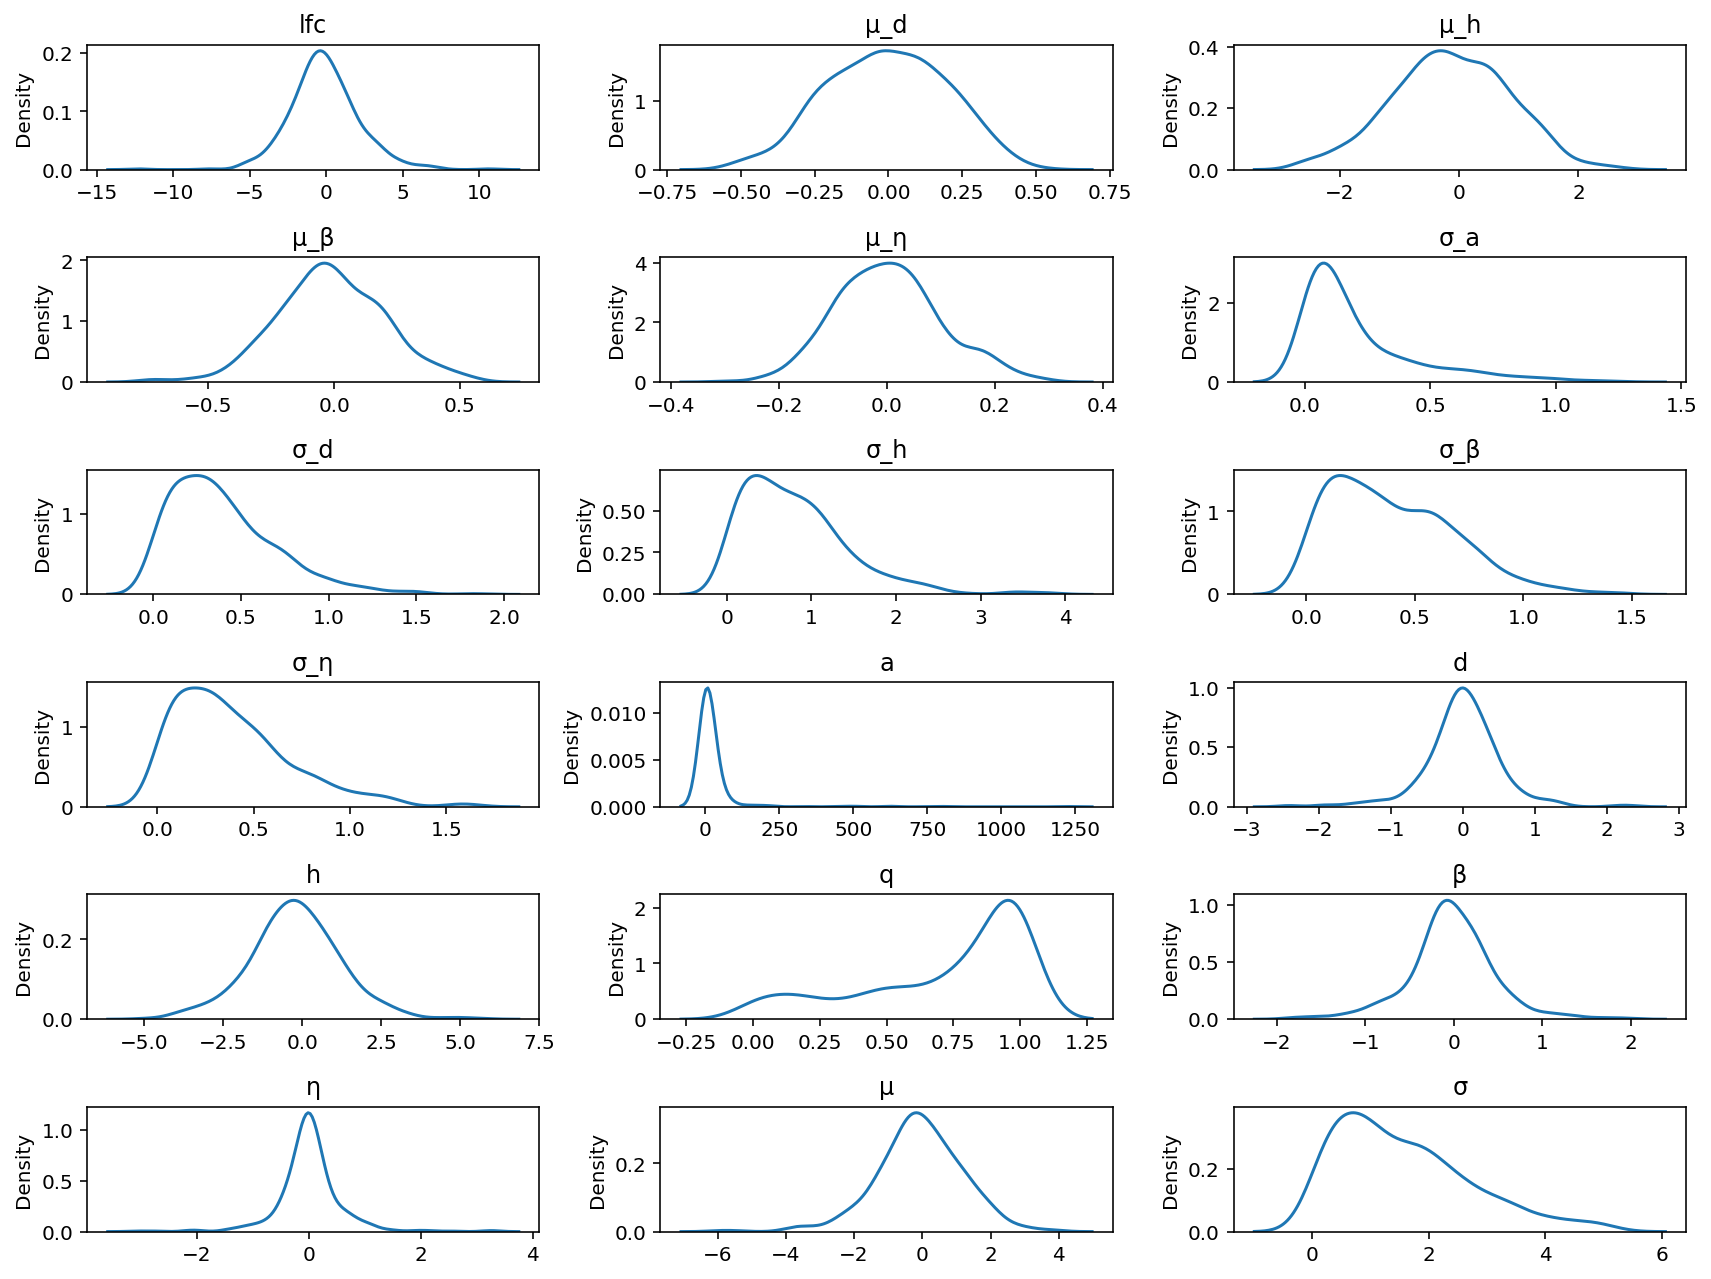 lfc
μ_d
μ_h
Density
0.2
0.1
0.0
−15 −10 −5 0 5 10
Density
1
0
−0.75 −0.50 −0.25 0.00 0.25 0.50 0.75
Density
0.4
0.2
0.0
−2 0 2
μ_β
μ_η
σ_a
Density
2
1
0
−0.5 0.0 0.5
Density
4
2
0
−0.4 −0.2 0.0 0.2 0.4
Density
2
0
0.0 0.5 1.0 1.5
σ_d
σ_h
σ_β
Density
1
0
0.0 0.5 1.0 1.5 2.0
Density
0.50
0.25
0.00
0 1 2 3 4
Density
1
0
0.0 0.5 1.0 1.5
σ_η
a
d
Density
1
0
0.0 0.5 1.0 1.5
Density
0.010
0.005
0.000
0 250 500 750 1000 1250
Density
1.0
0.5
0.0
−3 −2 −1 0 1 2 3
h
q
β
Density
0.2
0.0
−5.0 −2.5 0.0 2.5 5.0 7.5
Density
2
1
0
−0.25 0.00 0.25 0.50 0.75 1.00 1.25
Density
1.0
0.5
0.0
−2 −1 0 1 2
η
μ
σ
Density
1.0
0.5
0.0
−2 0 2 4
Density
0.2
0.0
−6 −4 −2 0 2 4
Density
0.2
0.0
0 2 4 6